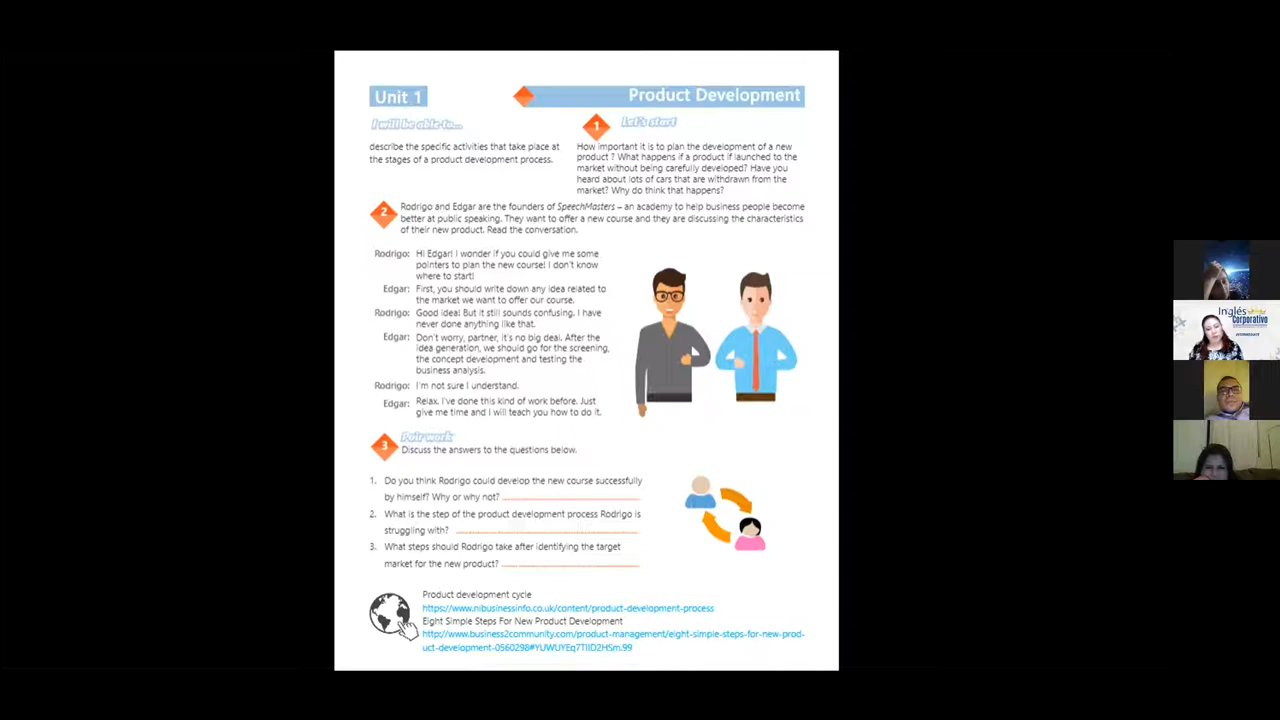 Unit 1
Product Development
I will be able to...
describe the specific activities that take place at
the stages of a product development process.
1
Let's start
How important it is to plan the development of a new
product ? What happens if a product if launched to the
market without being carefully developed? Have you
heard about lots of cars that are withdrawn from the
market? Why do think that happens?
2
Rodrigo and Edgar are the founders of SpeechMasters – an academy to help business people become
better at public speaking. They want to offer a new course and they are discussing the characteristics
of their new product. Read the conversation.
Rodrigo: Hi Edgar! I wonder if you could give me some
pointers to plan the new course! I don't know
where to start!
Edgar: First, you should write down any idea related to
the market we want to offer our course.
Rodrigo: Good idea! But it still sounds confusing. I have
never done anything like that.
Edgar: Don't worry, partner, it's no big deal. After the
idea generation, we should go for the screening,
the concept development and testing the
business analysis.
Rodrigo: I'm not sure I understand.
Edgar: Relax. I've done this kind of work before. Just
give me time and I will teach you how to do it.
3
Pair work
Discuss the answers to the questions below.
1. Do you think Rodrigo could develop the new course successfully
by himself? Why or why not?
2. What is the step of the product development process Rodrigo is
struggling with?
3. What steps should Rodrigo take after identifying the target
market for the new product?
Product development cycle
https://www.nibusinessinfo.co.uk/content/product-development-process
Eight Simple Steps For New Product Development
http://www.business2community.com/product-management/eight-simple-steps-for-new-prod-
uct-development-0560298#YUWUYEq7TIID2HSm.99
Inglés
Corporativo